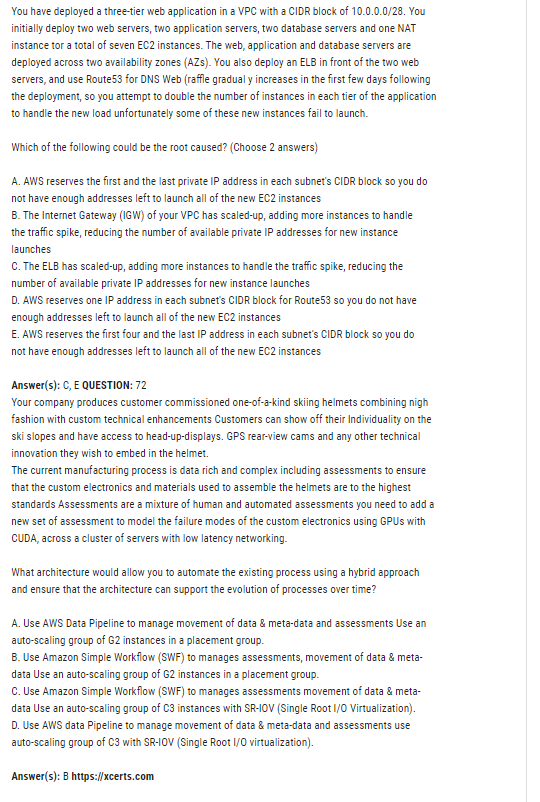 You have deployed a three-tier web application in a VPC with a CIDR block of 10.0.0.0/28. You
initially deploy two web servers, two application servers, two database servers and one NAT
instance tor a total of seven EC2 instances. The web, application and database servers are
deployed across two availability zones (AZs). You also deploy an ELB in front of the two web
servers, and use Route53 for DNS Web (raffle gradual y increases in the first few days following
the deployment, so you attempt to double the number of instances in each tier of the application
to handle the new load unfortunately some of these new instances fail to launch.
Which of the following could be the root caused? (Choose 2 answers)
A. AWS reserves the first and the last private IP address in each subnet's CIDR block so you do
not have enough addresses left to launch all of the new EC2 instances
B. The Internet Gateway (IGW) of your VPC has scaled-up, adding more instances to handle
the traffic spike, reducing the number of available private IP addresses for new instance
launches
C. The ELB has scaled-up, adding more instances to handle the traffic spike, reducing the
number of available private IP addresses for new instance launches
D. AWS reserves one IP address in each subnet's CIDR block for Route53 so you do not have
enough addresses left to launch all of the new EC2 instances
E. AWS reserves the first four and the last IP address in each subnet's CIDR block so you do
not have enough addresses left to launch all of the new EC2 instances
Answer(s): C, E QUESTION: 72
Your company produces customer commissioned one-of-a-kind skiing helmets combining nigh
fashion with custom technical enhancements Customers can show off their Individuality on the
ski slopes and have access to head-up-displays. GPS rear-view cams and any other technical
innovation they wish to embed in the helmet.
The current manufacturing process is data rich and complex including assessments to ensure
that the custom electronics and materials used to assemble the helmets are to the highest
standards Assessments are a mixture of human and automated assessments you need to add a
new set of assessment to model the failure modes of the custom electronics using GPUs with
CUDA, across a cluster of servers with low latency networking.
What architecture would allow you to automate the existing process using a hybrid approach
and ensure that the architecture can support the evolution of processes over time?
A. Use AWS Data Pipeline to manage movement of data & meta-data and assessments Use an
auto-scaling group of G2 instances in a placement group.
B. Use Amazon Simple Workflow (SWF) to manages assessments, movement of data & meta-
data Use an auto-scaling group of G2 instances in a placement group.
C. Use Amazon Simple Workflow (SWF) to manages assessments movement of data & meta-
data Use an auto-scaling group of C3 instances with SR-IOV (Single Root I/O Virtualization).
D. Use AWS data Pipeline to manage movement of data & meta-data and assessments use
auto-scaling group of C3 with SR-IOV (Single Root I/O virtualization).
Answer(s): B https://xcerts.com